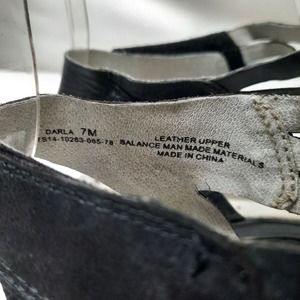 DARLA 7M
FS14-10263-065-78
LEATHER UPPER
BALANCE MAN MADE MATERIALS
MADE IN CHINA